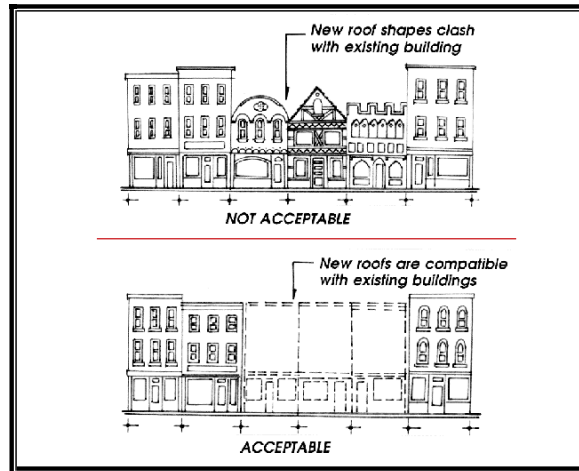 New roof shapes clash
with existing building
NOT ACCEPTABLE
New roofs are compatible
with existing buildings
ACCEPTABLE